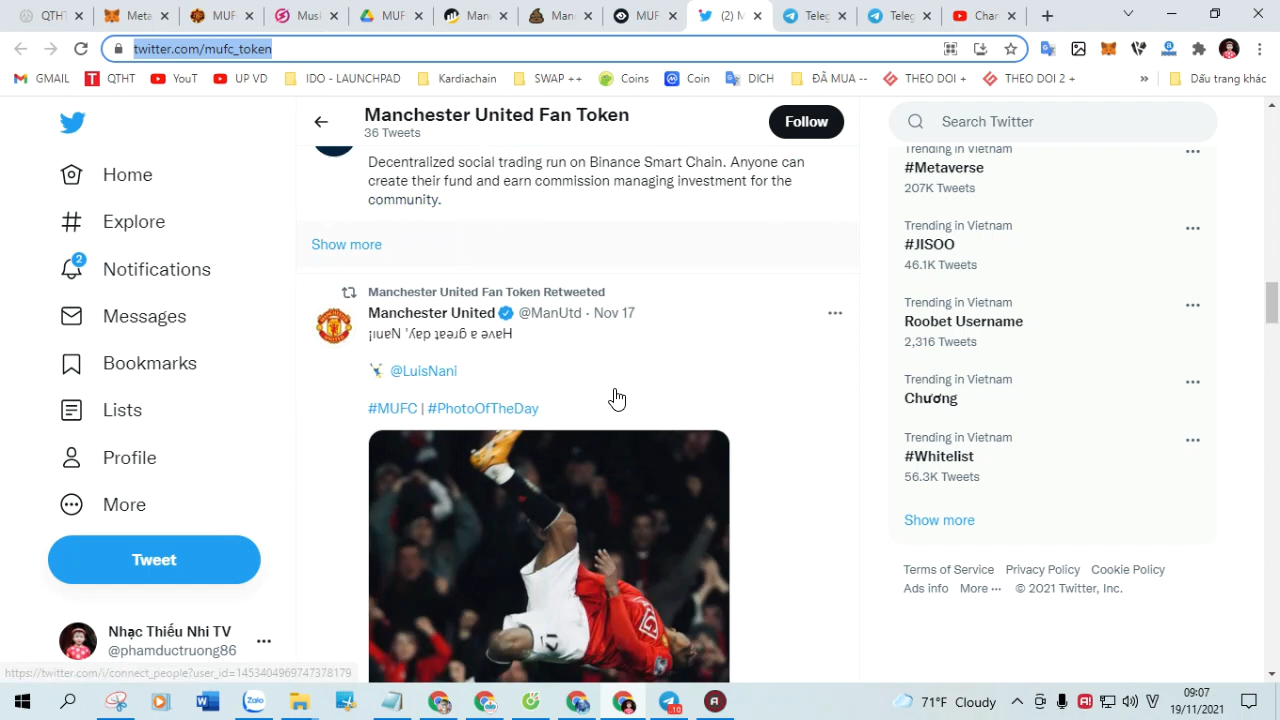 QTHT
Meta
MUF
Musi
MUF
Man
Man
MUF
(2) M
Teleg
Teleg
Char
twitter.com/mufc_token
GMAIL
QTHT
YouT
UP VD
IDO - LAUNCHPAD
Kardiachain
SWAP ++
Coins
Coin
DICH
ĐÃ MUA --
THEO DOI +
THEO DOI 2 +
»
Dấu trang khác
Manchester United Fan Token
36 Tweets
Follow
Search Twitter
Home
Explore
2
Notifications
Messages
Bookmarks
Lists
Profile
More
Tweet
Nhạc Thiếu Nhi TV
@phamductruong86
Decentralized social trading run on Binance Smart Chain. Anyone can
create their fund and earn commission managing investment for the
community.
Show more
Manchester United Fan Token Retweeted
Manchester United @ManUtd · Nov 17
¡ıuɐN 'ʎɐp ʇɐǝɹƃ ɐ ǝʌɐH
@LuisNani
#MUFC | #PhotoOfTheDay
17
Trending in Vietnam
#Metaverse
207K Tweets
Trending in Vietnam
#JISOO
46.1K Tweets
Trending in Vietnam
Roobet Username
2,316 Tweets
Trending in Vietnam
Chương
Trending in Vietnam
#Whitelist
56.3K Tweets
Show more
Terms of Service Privacy Policy Cookie Policy
Ads info More ··· © 2021 Twitter, Inc.
https://twitter.com/i/connect_people?user_id=1453404969747378179
Zalo
10
71°F Cloudy
09:07
19/11/2021